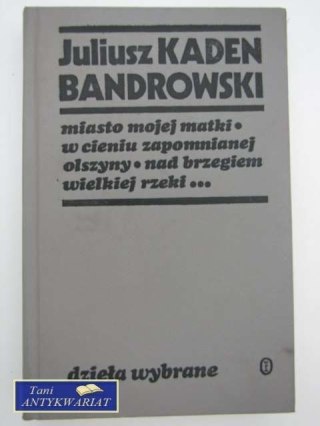 Juliusz KADEN
BANDROWSKI
miasto mojej matki •
w cieniu zapomnianej
olszyny • nad brzegiem
wielkiej rzeki •••
dzieła wybrane
Tani
ANTYKWARIAT